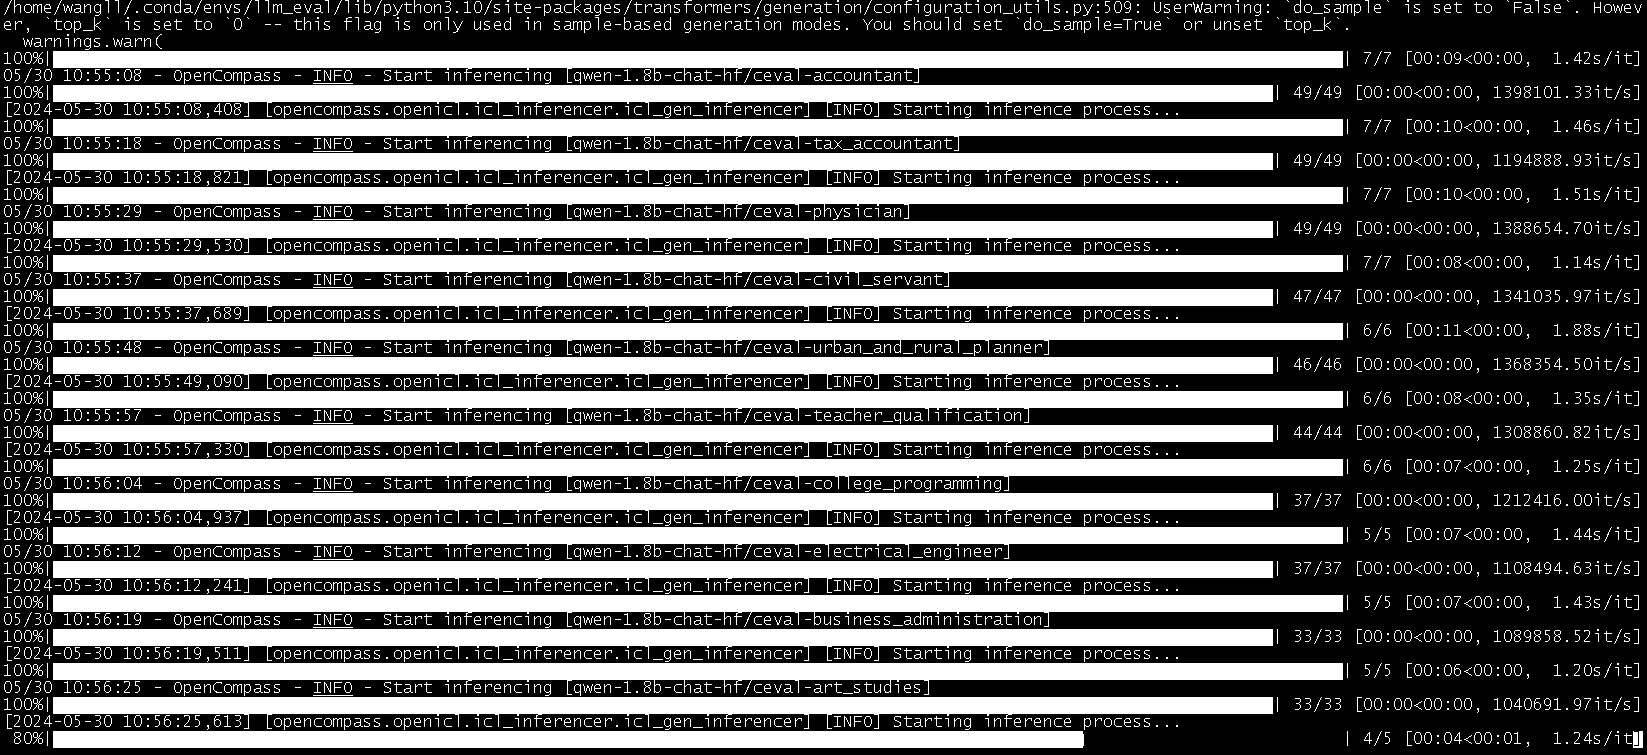 /home/wangll/.conda/envs/llm_eval/lib/python3.10/site-packages/transformers/generation/configuration_utils.py:509: UserWarning: `do_sample` is set to `False`. Howev
er, `top_k` is set to `0` -- this flag is only used in sample-based generation modes. You should set `do_sample=True` or unset `top_k`.
  warnings.warn(
100%| | 7/7 [00:09<00:00,  1.42s/it]
05/30 10:55:08 - OpenCompass - INFO - Start inferencing [qwen-1.8b-chat-hf/ceval-accountant]
100%| | 49/49 [00:00<00:00, 1398101.33it/s]
[2024-05-30 10:55:08,408] [opencompass.openicl.icl_inferencer.icl_gen_inferencer] [INFO] Starting inference process...
100%| | 7/7 [00:10<00:00,  1.46s/it]
05/30 10:55:18 - OpenCompass - INFO - Start inferencing [qwen-1.8b-chat-hf/ceval-tax_accountant]
100%| | 49/49 [00:00<00:00, 1194888.93it/s]
[2024-05-30 10:55:18,821] [opencompass.openicl.icl_inferencer.icl_gen_inferencer] [INFO] Starting inference process...
100%| | 7/7 [00:10<00:00,  1.51s/it]
05/30 10:55:29 - OpenCompass - INFO - Start inferencing [qwen-1.8b-chat-hf/ceval-physician]
100%| | 49/49 [00:00<00:00, 1388654.70it/s]
[2024-05-30 10:55:29,530] [opencompass.openicl.icl_inferencer.icl_gen_inferencer] [INFO] Starting inference process...
100%| | 7/7 [00:08<00:00,  1.14s/it]
05/30 10:55:37 - OpenCompass - INFO - Start inferencing [qwen-1.8b-chat-hf/ceval-civil_servant]
100%| | 47/47 [00:00<00:00, 1341035.97it/s]
[2024-05-30 10:55:37,689] [opencompass.openicl.icl_inferencer.icl_gen_inferencer] [INFO] Starting inference process...
100%| | 6/6 [00:11<00:00,  1.88s/it]
05/30 10:55:48 - OpenCompass - INFO - Start inferencing [qwen-1.8b-chat-hf/ceval-urban_and_rural_planner]
100%| | 46/46 [00:00<00:00, 1368354.50it/s]
[2024-05-30 10:55:49,090] [opencompass.openicl.icl_inferencer.icl_gen_inferencer] [INFO] Starting inference process...
100%| | 6/6 [00:08<00:00,  1.35s/it]
05/30 10:55:57 - OpenCompass - INFO - Start inferencing [qwen-1.8b-chat-hf/ceval-teacher_qualification]
100%| | 44/44 [00:00<00:00, 1308860.82it/s]
[2024-05-30 10:55:57,330] [opencompass.openicl.icl_inferencer.icl_gen_inferencer] [INFO] Starting inference process...
100%| | 6/6 [00:07<00:00,  1.25s/it]
05/30 10:56:04 - OpenCompass - INFO - Start inferencing [qwen-1.8b-chat-hf/ceval-college_programming]
100%| | 37/37 [00:00<00:00, 1212416.00it/s]
[2024-05-30 10:56:04,937] [opencompass.openicl.icl_inferencer.icl_gen_inferencer] [INFO] Starting inference process...
100%| | 5/5 [00:07<00:00,  1.44s/it]
05/30 10:56:12 - OpenCompass - INFO - Start inferencing [qwen-1.8b-chat-hf/ceval-electrical_engineer]
100%| | 37/37 [00:00<00:00, 1108494.63it/s]
[2024-05-30 10:56:12,241] [opencompass.openicl.icl_inferencer.icl_gen_inferencer] [INFO] Starting inference process...
100%| | 5/5 [00:07<00:00,  1.43s/it]
05/30 10:56:19 - OpenCompass - INFO - Start inferencing [qwen-1.8b-chat-hf/ceval-business_administration]
100%| | 33/33 [00:00<00:00, 1089858.52it/s]
[2024-05-30 10:56:19,511] [opencompass.openicl.icl_inferencer.icl_gen_inferencer] [INFO] Starting inference process...
100%| | 5/5 [00:06<00:00,  1.20s/it]
05/30 10:56:25 - OpenCompass - INFO - Start inferencing [qwen-1.8b-chat-hf/ceval-art_studies]
100%| | 33/33 [00:00<00:00, 1040691.97it/s]
[2024-05-30 10:56:25,613] [opencompass.openicl.icl_inferencer.icl_gen_inferencer] [INFO] Starting inference process...
 80%| | 4/5 [00:04<00:01,  1.24s/it]